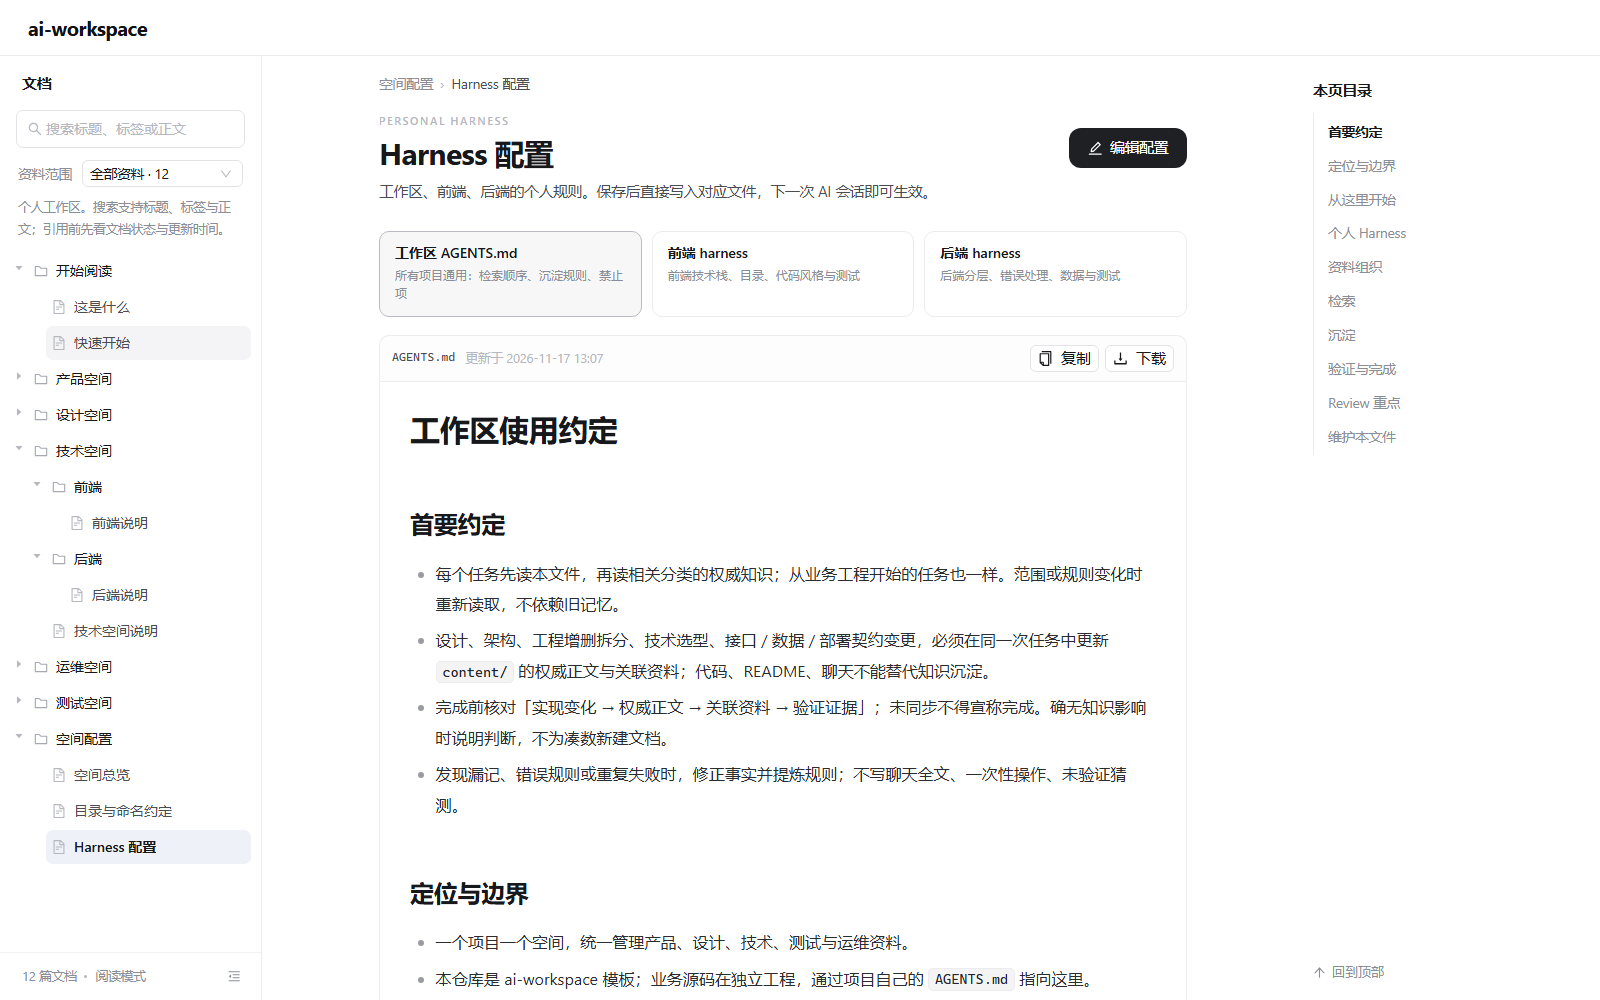 ai-workspace
文档
搜索标题、标签或正文
资料范围
全部资料 · 12
个人工作区。搜索支持标题、标签与正
文；引用前先看文档状态与更新时间。
开始阅读
这是什么
快速开始
产品空间
设计空间
技术空间
前端
前端说明
后端
后端说明
技术空间说明
运维空间
测试空间
空间配置
空间总览
目录与命名约定
Harness 配置
12 篇文档 • 阅读模式
空间配置 › Harness 配置
PERSONAL HARNESS
Harness 配置
工作区、前端、后端的个人规则。保存后直接写入对应文件，下一次 AI 会话即可生效。
编辑配置
工作区 AGENTS.md
所有项目通用：检索顺序、沉淀规则、禁止
项
前端 harness
前端技术栈、目录、代码风格与测试
后端 harness
后端分层、错误处理、数据与测试
AGENTS.md 更新于 2026-11-17 13:07
复制
下载
工作区使用约定
首要约定
每个任务先读本文件，再读相关分类的权威知识；从业务工程开始的任务也一样。范围或规则变化时
重新读取，不依赖旧记忆。
设计、架构、工程增删拆分、技术选型、接口 / 数据 / 部署契约变更，必须在同一次任务中更新
content/ 的权威正文与关联资料；代码、README、聊天不能替代知识沉淀。
完成前核对「实现变化 → 权威正文 → 关联资料 → 验证证据」；未同步不得宣称完成。确无知识影响
时说明判断，不为凑数新建文档。
发现漏记、错误规则或重复失败时，修正事实并提炼规则；不写聊天全文、一次性操作、未验证猜
测。
定位与边界
一个项目一个空间，统一管理产品、设计、技术、测试与运维资料。
本仓库是 ai-workspace 模板；业务源码在独立工程，通过项目自己的 AGENTS.md 指向这里。
本页目录
首要约定
定位与边界
从这里开始
个人 Harness
资料组织
检索
沉淀
验证与完成
Review 重点
维护本文件
回到顶部